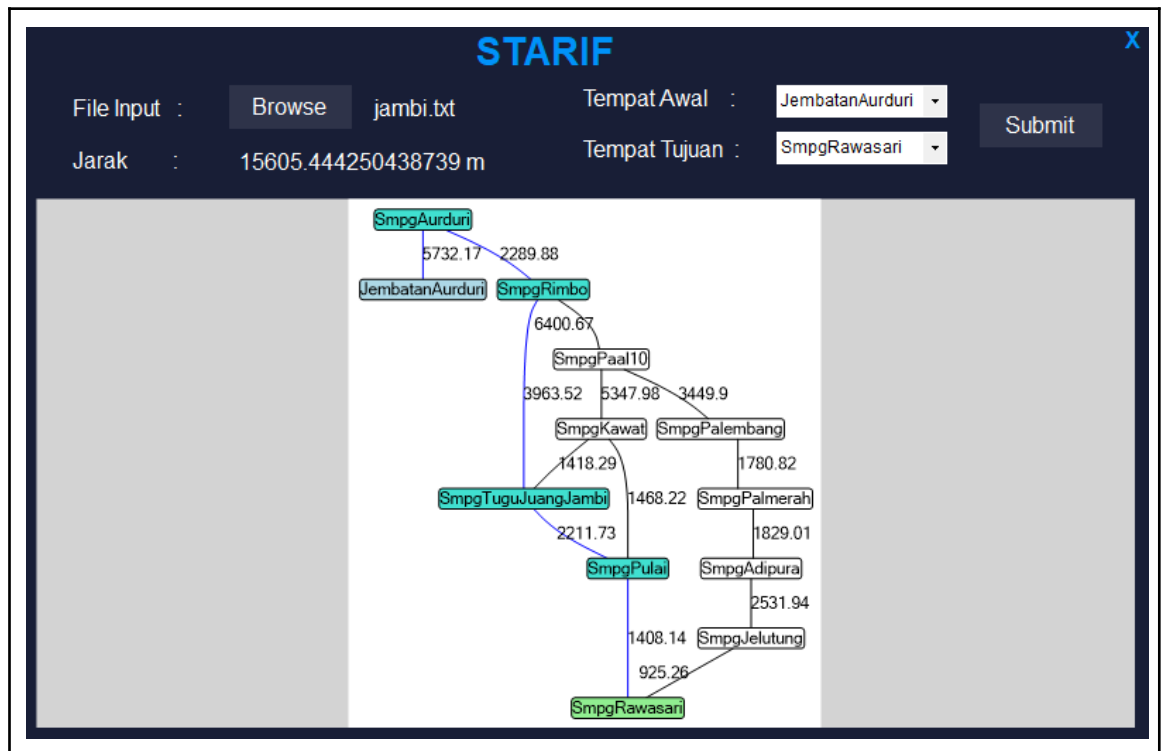 STARIF
X
File Input : Browse jambi.txt
Tempat Awal : JembatanAurduri
Submit
Jarak : 15605.444250438739 m
Tempat Tujuan : SmpgRawasari
SmpgAurduri
5732.17 2289.88
JembatanAurduri SmpgRimbo
6400.67
SmpgPaal10
3963.52 5347.98 3449.9
SmpgKawat SmpgPalembang
1418.29 1780.82
SmpgTuguJuangJambi 1468.22 SmpgPalmerah
2211.73 1829.01
SmpgPulai SmpgAdipura
2531.94
1408.14 SmpgJelutung
925.26
SmpgRawasari